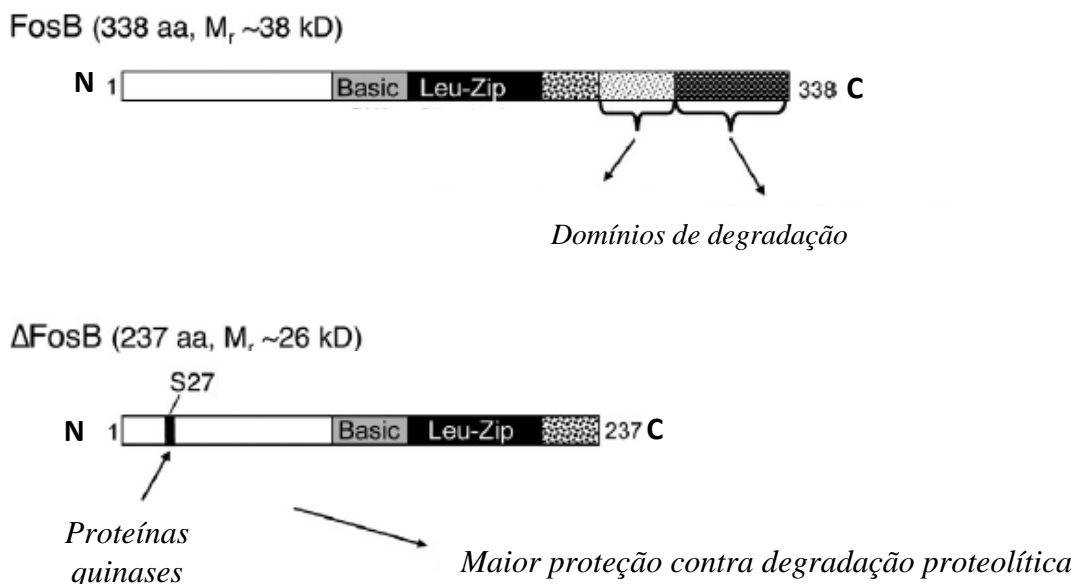 FosB (338 aa, Mr ~38 kD)
N 1 Basic Leu-Zip 338 C
Domínios de degradação
ΔFosB (237 aa, Mr ~26 kD)
S27
N 1 Basic Leu-Zip 237 C
Proteínas
quinases
Maior proteção contra degradação proteolítica